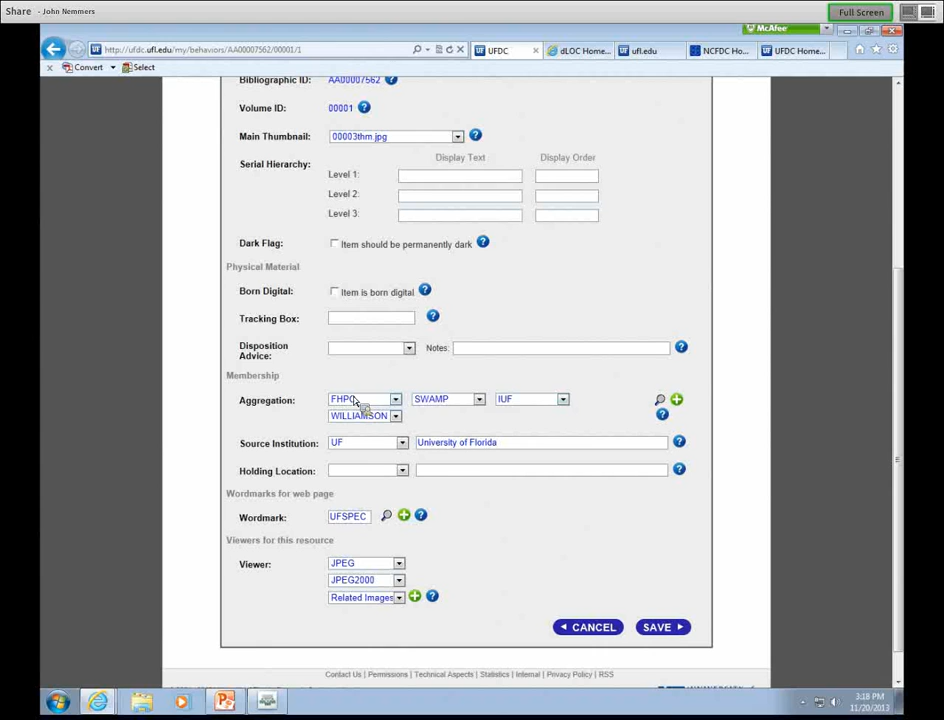 Share - John Nemmers
Full Screen
McAfee
http://ufdc.ufl.edu/my/behaviors/AA00007562/00001/1
UFDC
dLOC Home...
ufl.edu
NCFDC Ho...
UFDC Home...
Convert
Select
Bibliographic ID: AA00007562
Volume ID: 00001
Main Thumbnail: 00003thm.jpg
Display Text Display Order
Serial Hierarchy:
Level 1:
Level 2:
Level 3:
Dark Flag: Item should be permanently dark
Physical Material
Born Digital: Item is born digital
Tracking Box:
Disposition Advice: Notes:
Membership
Aggregation: FHPC SWAMP IUF
WILLIAMSON
Source Institution: UF University of Florida
Holding Location:
Wordmarks for web page
Wordmark: UFSPEC
Viewers for this resource
Viewer: JPEG
JPEG2000
Related Images
CANCEL SAVE
Contact Us | Permissions | Technical Aspects | Statistics | Internal | Privacy Policy | RSS
3:18 PM
11/20/2013